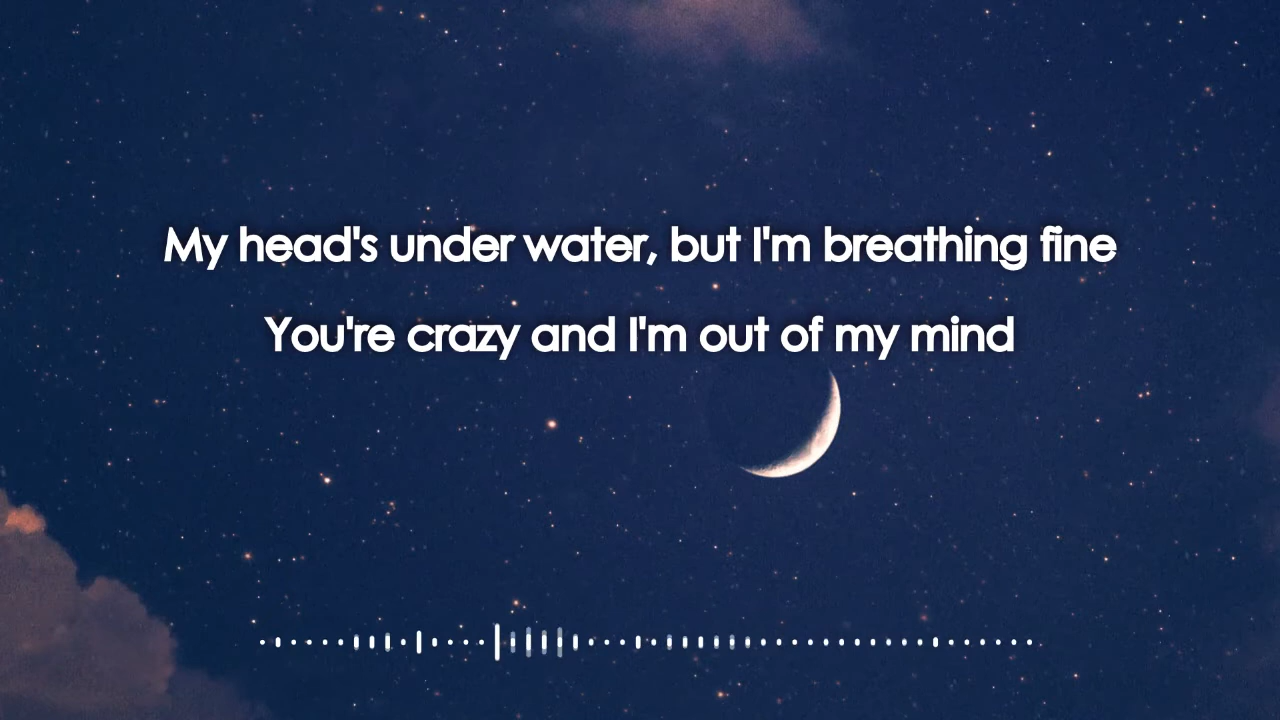 My head's under water, but I'm breathing fine
You're crazy and I'm out of my mind